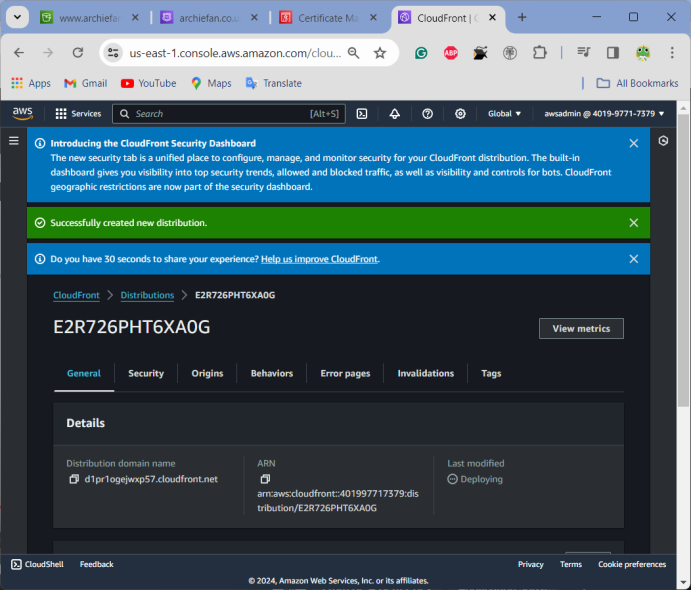 www.archiefan
archiefan.co.u
Certificate Ma
CloudFront | G
us-east-1.console.aws.amazon.com/clou...
ABP
Apps
Gmail
YouTube
Maps
Translate
All Bookmarks
aws
Services
Search
[Alt+S]
Global
awsadmin @ 4019-9771-7379
Introducing the CloudFront Security Dashboard
The new security tab is a unified place to configure, manage, and monitor security for your CloudFront distribution. The built-in
dashboard gives you visibility into top security trends, allowed and blocked traffic, as well as visibility and controls for bots. CloudFront
geographic restrictions are now part of the security dashboard.
Successfully created new distribution.
Do you have 30 seconds to share your experience? Help us improve CloudFront.
CloudFront > Distributions > E2R726PHT6XA0G
E2R726PHT6XA0G
View metrics
General
Security
Origins
Behaviors
Error pages
Invalidations
Tags
Details
Distribution domain name
d1pr1ogejwxp57.cloudfront.net
ARN
arn:aws:cloudfront::401997717379:dis
tribution/E2R726PHT6XA0G
Last modified
Deploying
CloudShell
Feedback
Privacy
Terms
Cookie preferences
© 2024, Amazon Web Services, Inc. or its affiliates.